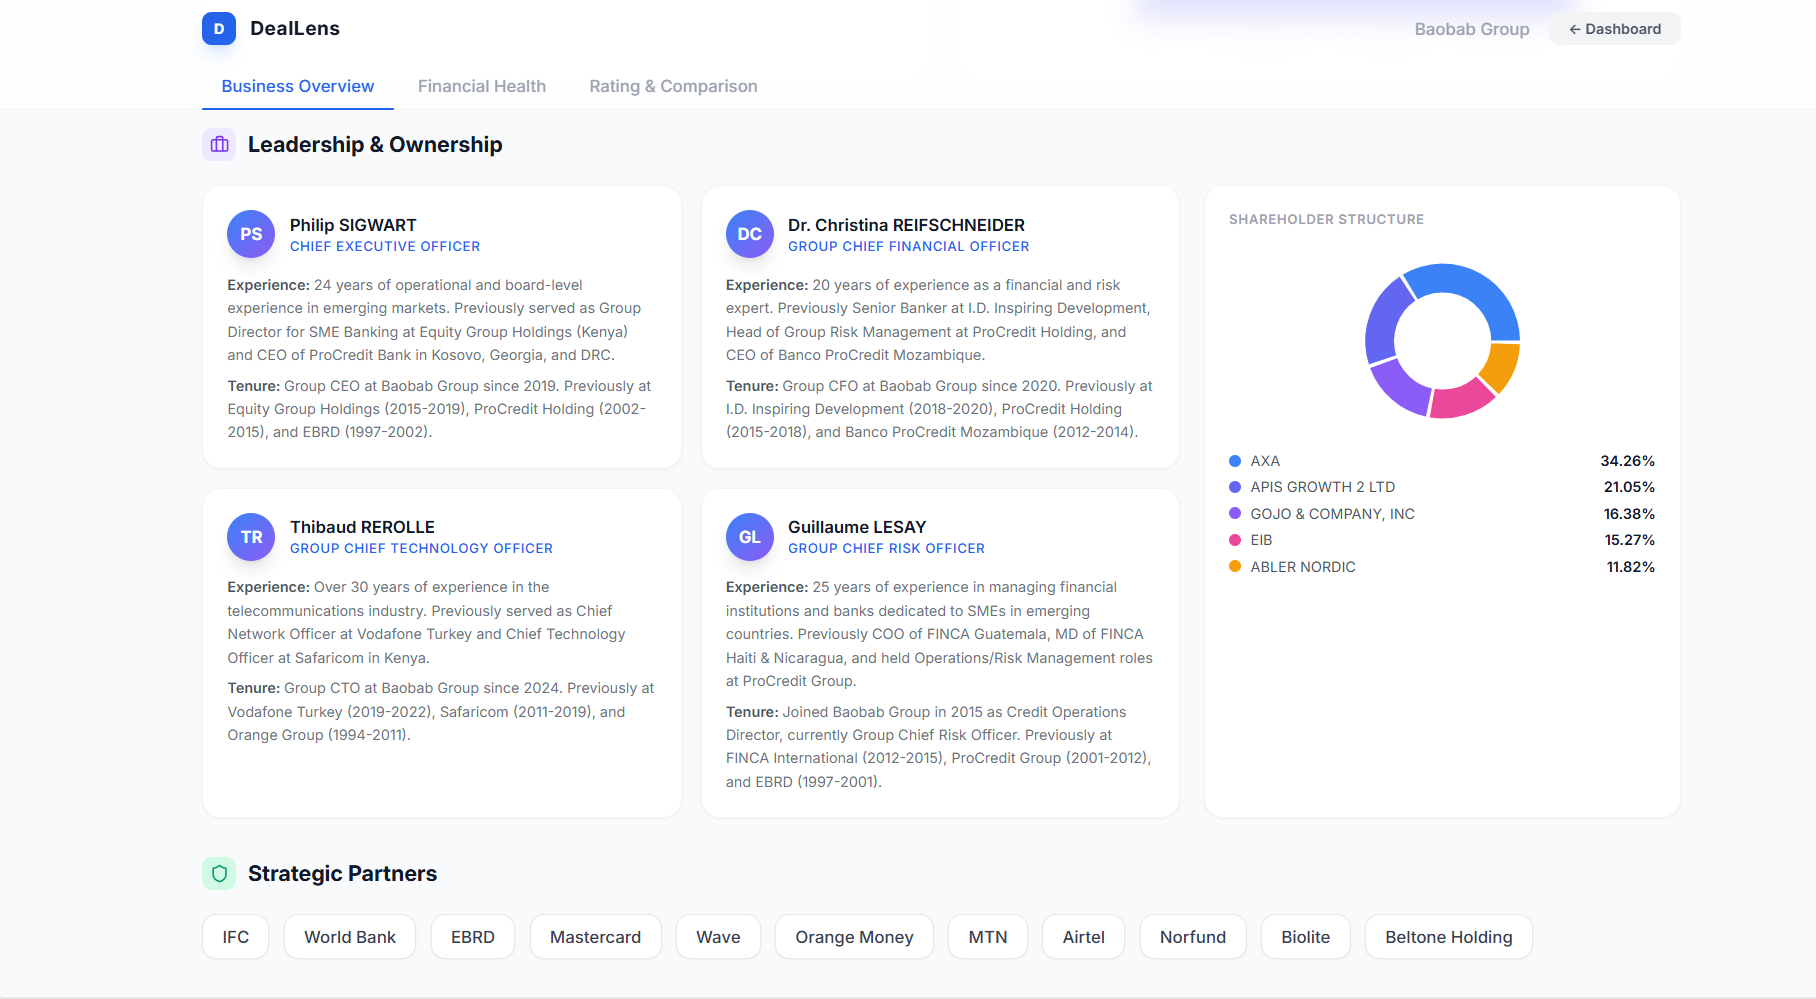 D DealLens
Baobab Group
← Dashboard
Business Overview
Financial Health
Rating & Comparison
Leadership & Ownership
PS
Philip SIGWART
CHIEF EXECUTIVE OFFICER
Experience: 24 years of operational and board-level
experience in emerging markets. Previously served as Group
Director for SME Banking at Equity Group Holdings (Kenya)
and CEO of ProCredit Bank in Kosovo, Georgia, and DRC.
Tenure: Group CEO at Baobab Group since 2019. Previously at
Equity Group Holdings (2015-2019), ProCredit Holding (2002-
2015), and EBRD (1997-2002).
DC
Dr. Christina REIFSCHNEIDER
GROUP CHIEF FINANCIAL OFFICER
Experience: 20 years of experience as a financial and risk
expert. Previously Senior Banker at I.D. Inspiring Development,
Head of Group Risk Management at ProCredit Holding, and
CEO of Banco ProCredit Mozambique.
Tenure: Group CFO at Baobab Group since 2020. Previously at
I.D. Inspiring Development (2018-2020), ProCredit Holding
(2015-2018), and Banco ProCredit Mozambique (2012-2014).
TR
Thibaud REROLLE
GROUP CHIEF TECHNOLOGY OFFICER
Experience: Over 30 years of experience in the
telecommunications industry. Previously served as Chief
Network Officer at Vodafone Turkey and Chief Technology
Officer at Safaricom in Kenya.
Tenure: Group CTO at Baobab Group since 2024. Previously at
Vodafone Turkey (2019-2022), Safaricom (2011-2019), and
Orange Group (1994-2011).
GL
Guillaume LESAY
GROUP CHIEF RISK OFFICER
Experience: 25 years of experience in managing financial
institutions and banks dedicated to SMEs in emerging
countries. Previously COO of FINCA Guatemala, MD of FINCA
Haiti & Nicaragua, and held Operations/Risk Management roles
at ProCredit Group.
Tenure: Joined Baobab Group in 2015 as Credit Operations
Director, currently Group Chief Risk Officer. Previously at
FINCA International (2012-2015), ProCredit Group (2001-2012),
and EBRD (1997-2001).
SHAREHOLDER STRUCTURE
AXA 34.26%
APIS GROWTH 2 LTD 21.05%
GOJO & COMPANY, INC 16.38%
EIB 15.27%
ABLER NORDIC 11.82%
Strategic Partners
IFC
World Bank
EBRD
Mastercard
Wave
Orange Money
MTN
Airtel
Norfund
Biolite
Beltone Holding